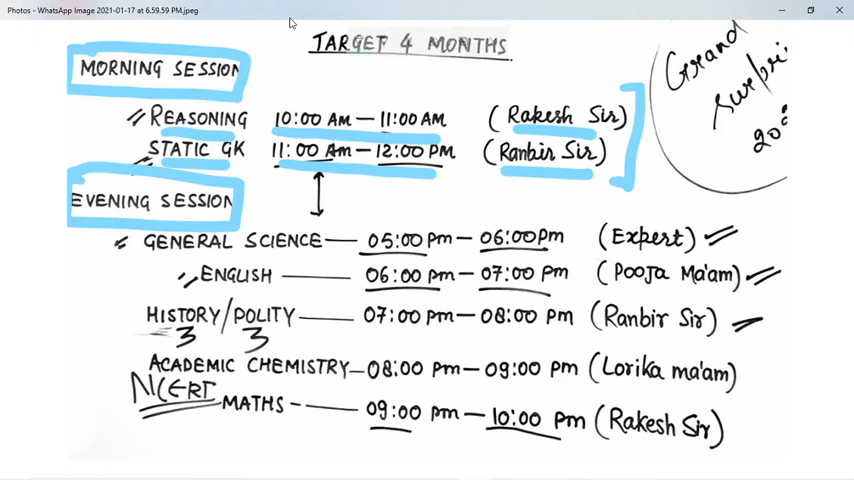 Photos - WhatsApp Image 2021-01-17 at 6.59.59 PM.jpeg
TARGET 4 MONTHS
MORNING SESSION
REASONING 10:00 AM — 11:00 AM (Rakesh Sir)
STATIC GK 11:00 Am — 12:00 PM (Ranbir Sir)
EVENING SESSION
GENERAL SCIENCE — 05:00 Pm — 06:00 Pm (Expert)
ENGLISH — 06:00 Pm — 07:00 Pm (Pooja Ma'am)
HISTORY/POLITY — 07:00 Pm — 08:00 Pm (Ranbir Sir)
3 3
ACADEMIC CHEMISTRY — 08:00 pm — 09:00 PM (Lorika ma'am)
NCERT
MATHS - — 09:00 pm — 10:00 pm (Rakesh Sir)
Grand